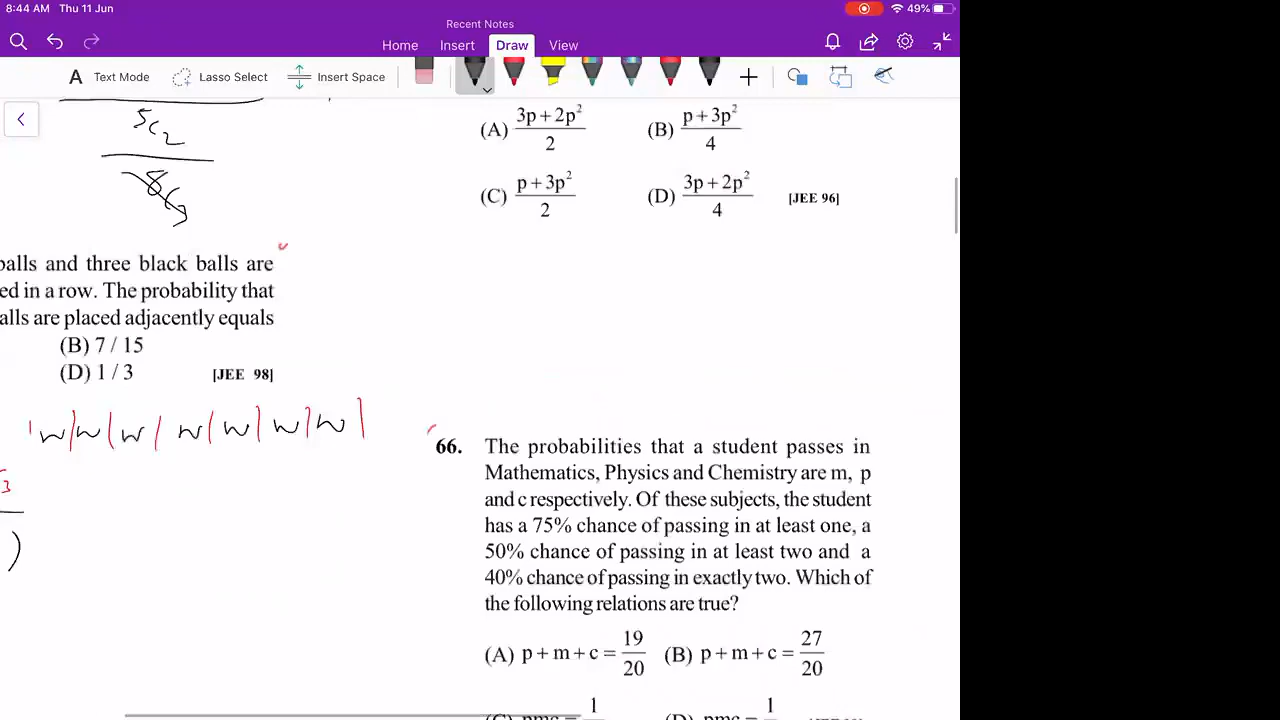 8:44 AM Thu 11 Jun
49%
Recent Notes
Home Insert Draw View
A Text Mode Lasso Select Insert Space
5C2
(A) 3p + 2p² / 2 (B) p + 3p² / 4
(C) p + 3p² / 2 (D) 3p + 2p² / 4 [JEE 96]
balls and three black balls are
ed in a row. The probability that
alls are placed adjacently equals
(B) 7 / 15
(D) 1 / 3 [JEE 98]
W|W|W|W|W|W|W|
3
)
66. The probabilities that a student passes in
Mathematics, Physics and Chemistry are m, p
and c respectively. Of these subjects, the student
has a 75% chance of passing in at least one, a
50% chance of passing in at least two and a
40% chance of passing in exactly two. Which of
the following relations are true?
(A) p + m + c = 19 / 20 (B) p + m + c = 27 / 20
(C) pmc = 1 (D) pmc = 1